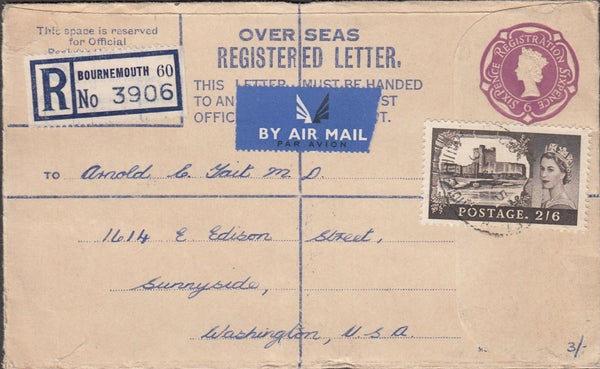 This space is reserved
for Official
OVER SEAS
REGISTERED LETTER.
THIS LETTER MUST BE HANDED
TO AN ST
OFFIC T.
R BOURNEMOUTH 60
No 3906
BY AIR MAIL
PAR AVION
REGISTRATION SIXPENCE 6 SIXPENCE
POSTAGE. 2/6
TO Arnold C. Tait M.D.
1614 E Edison Street,
Sunnyside,
Washington, U.S.A.
3/-